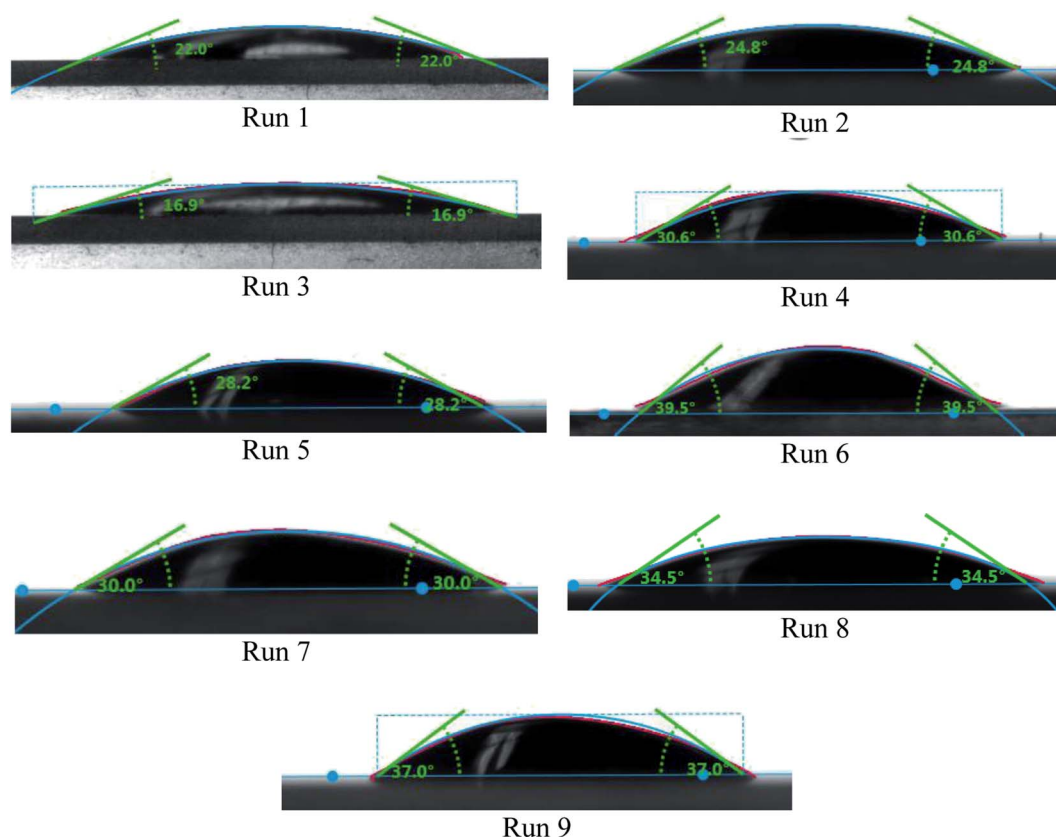 22.0° 22.0°
Run 1
24.8° 24.8°
Run 2
16.9° 16.9°
Run 3
30.6° 30.6°
Run 4
28.2° 28.2°
Run 5
39.5° 39.5°
Run 6
30.0° 30.0°
Run 7
34.5° 34.5°
Run 8
37.0° 37.0°
Run 9